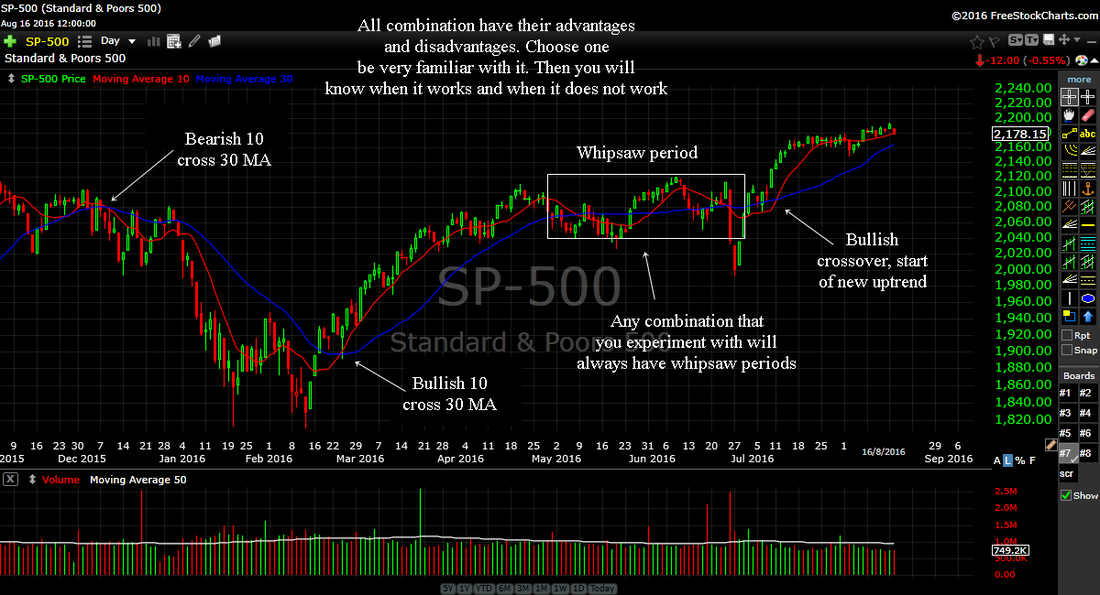 SP-500 (Standard & Poors 500)
Aug 16 2016 12:00:00
©2016 FreeStockCharts.com
SP-500 Day
Standard & Poors 500
-12.00 (-0.55%)
SP-500 Price Moving Average 10 Moving Average 30
All combination have their advantages
and disadvantages. Choose one
be very familiar with it. Then you will
know when it works and when it does not work
Bearish 10
cross 30 MA
Whipsaw period
Bullish
crossover, start
of new uptrend
SP-500
Standard & Poors 500
Any combination that
you experiment with will
always have whipsaw periods
Bullish 10
cross 30 MA
2,240.00
2,220.00
2,200.00
2,178.15
2,160.00
2,140.00
2,120.00
2,100.00
2,080.00
2,060.00
2,040.00
2,020.00
2,000.00
1,980.00
1,960.00
1,940.00
1,920.00
1,900.00
1,880.00
1,860.00
1,840.00
1,820.00
more
abc
Rpt
Snap
Boards
#1 #2
#3 #4
#5 #6
#7 #8
scr
Show
9 16 23 30 7 14 21 28 4 11 19 25 1 8 16 22 29 7 14 21 28 4 11 18 25 2 9 16 23 31 6 13 20 27 5 11 18 25 1 16/8/2016 29 6
2015 Dec 2015 Jan 2016 Feb 2016 Mar 2016 Apr 2016 May 2016 Jun 2016 Jul 2016 Sep 2016
A L % F
X Volume Moving Average 50
2.5M
2.0M
1.5M
1.0M
749.2K
500.0K
0.00
5Y 1Y YTD 6M 3M 1M 1W 1D Today